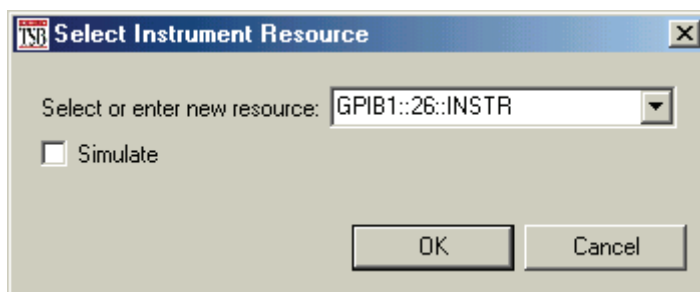 TSB Select Instrument Resource
Select or enter new resource: GPIB1::26::INSTR
Simulate
OK Cancel